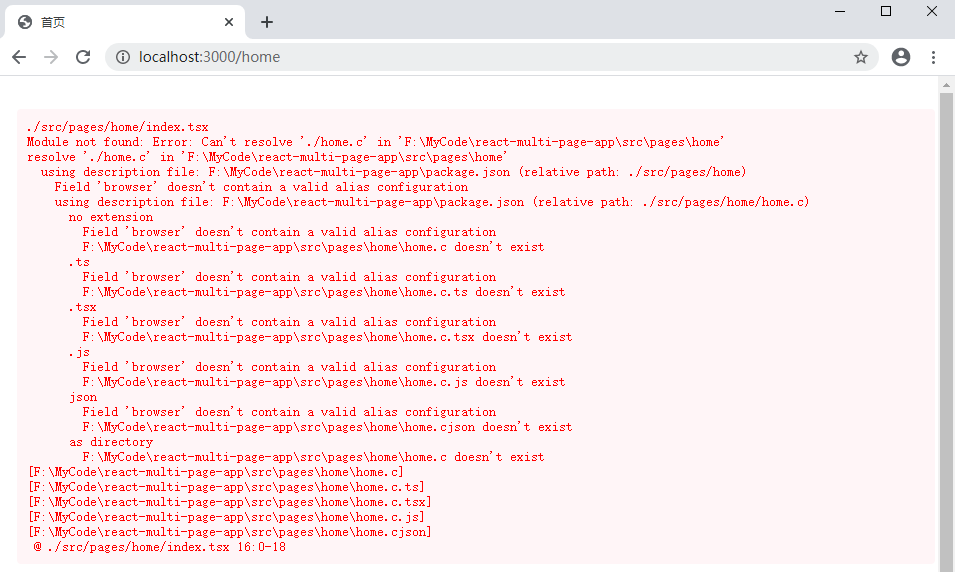 首页
localhost:3000/home
./src/pages/home/index.tsx
Module not found: Error: Can't resolve './home.c' in 'F:\MyCode\react-multi-page-app\src\pages\home'
resolve './home.c' in 'F:\MyCode\react-multi-page-app\src\pages\home'
  using description file: F:\MyCode\react-multi-page-app\package.json (relative path: ./src/pages/home)
    Field 'browser' doesn't contain a valid alias configuration
    using description file: F:\MyCode\react-multi-page-app\package.json (relative path: ./src/pages/home/home.c)
      no extension
        Field 'browser' doesn't contain a valid alias configuration
        F:\MyCode\react-multi-page-app\src\pages\home\home.c doesn't exist
      .ts
        Field 'browser' doesn't contain a valid alias configuration
        F:\MyCode\react-multi-page-app\src\pages\home\home.c.ts doesn't exist
      .tsx
        Field 'browser' doesn't contain a valid alias configuration
        F:\MyCode\react-multi-page-app\src\pages\home\home.c.tsx doesn't exist
      .js
        Field 'browser' doesn't contain a valid alias configuration
        F:\MyCode\react-multi-page-app\src\pages\home\home.c.js doesn't exist
      json
        Field 'browser' doesn't contain a valid alias configuration
        F:\MyCode\react-multi-page-app\src\pages\home\home.cjson doesn't exist
      as directory
        F:\MyCode\react-multi-page-app\src\pages\home\home.c doesn't exist
[F:\MyCode\react-multi-page-app\src\pages\home\home.c]
[F:\MyCode\react-multi-page-app\src\pages\home\home.c.ts]
[F:\MyCode\react-multi-page-app\src\pages\home\home.c.tsx]
[F:\MyCode\react-multi-page-app\src\pages\home\home.c.js]
[F:\MyCode\react-multi-page-app\src\pages\home\home.cjson]
 @ ./src/pages/home/index.tsx 16:0-18